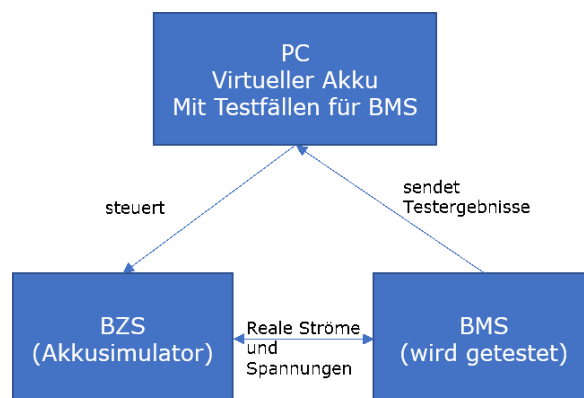 PC
Virtueller Akku
Mit Testfällen für BMS
steuert
sendet
Testergebnisse
BZS
(Akkusimulator)
Reale Ströme
und
Spannungen
BMS
(wird getestet)